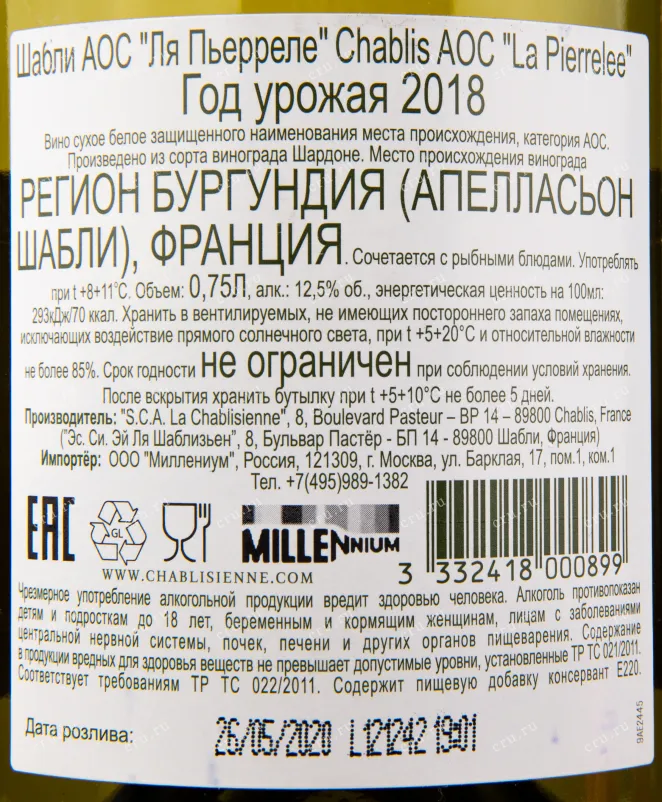 Шабли АОС "Ля Пьерреле" Chablis AOC "La Pierrelee"
Год урожая 2018
Вино сухое белое защищенного наименования места происхождения, категория АОС.
Произведено из сорта винограда Шардоне. Место происхождения винограда
РЕГИОН БУРГУНДИЯ (АПЕЛЛАСЬОН
ШАБЛИ), ФРАНЦИЯ. Сочетается с рыбными блюдами. Употреблять
при t +8+11°C. Объем: 0,75Л, алк.: 12,5% об., энергетическая ценность на 100мл:
293кДж/70 ккал. Хранить в вентилируемых, не имеющих постороннего запаха помещениях,
исключающих воздействие прямого солнечного света, при t +5+20°C и относительной влажности
не более 85%. Срок годности не ограничен при соблюдении условий хранения.
После вскрытия хранить бутылку при t +5+10°C не более 5 дней.
Производитель: "S.C.A. La Chablisienne", 8, Boulevard Pasteur – BP 14 – 89800 Chablis, France
("Эс. Си. Эй Ля Шаблизьен", 8, Бульвар Пастёр - БП 14 - 89800 Шабли, Франция)
Импортёр: ООО "Миллениум", Россия, 121309, г. Москва, ул. Барклая, 17, пом.1, ком.1
Тел. +7(495)989-1382
EAC GL MILLENNIUM
WWW.CHABLISIENNE.COM
3 332418 000899
Чрезмерное употребление алкогольной продукции вредит здоровью человека. Алкоголь противопоказан
детям и подросткам до 18 лет, беременным и кормящим женщинам, лицам с заболеваниями
центральной нервной системы, почек, печени и других органов пищеварения. Содержание
в продукции вредных для здоровья веществ не превышает допустимые уровни, установленные ТР ТС 021/2011.
Соответствует требованиям ТР ТС 022/2011. Содержит пищевую добавку консервант Е220.
Дата розлива: 26/05/2020 L121242 19:01
9AE2445
cru.ru